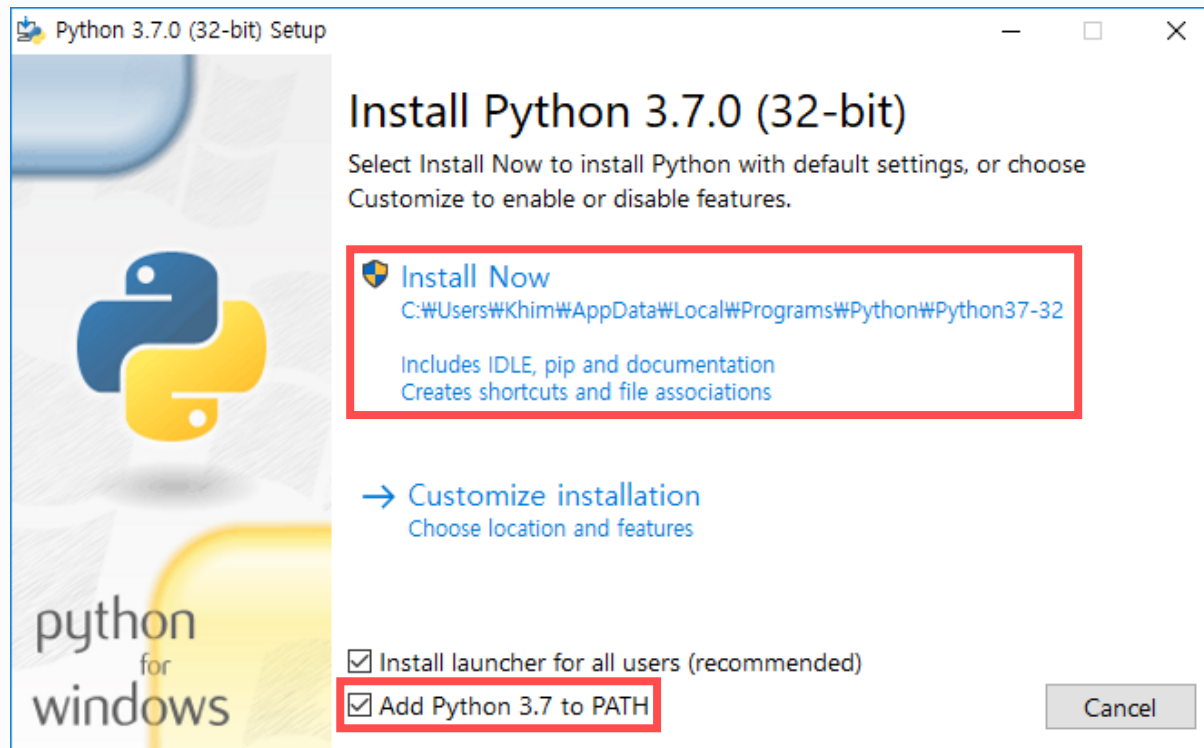 Python 3.7.0 (32-bit) Setup
Install Python 3.7.0 (32-bit)
Select Install Now to install Python with default settings, or choose
Customize to enable or disable features.
Install Now
C:₩Users₩Khim₩AppData₩Local₩Programs₩Python₩Python37-32
Includes IDLE, pip and documentation
Creates shortcuts and file associations
→ Customize installation
Choose location and features
python
for
windows
Install launcher for all users (recommended)
Add Python 3.7 to PATH
Cancel